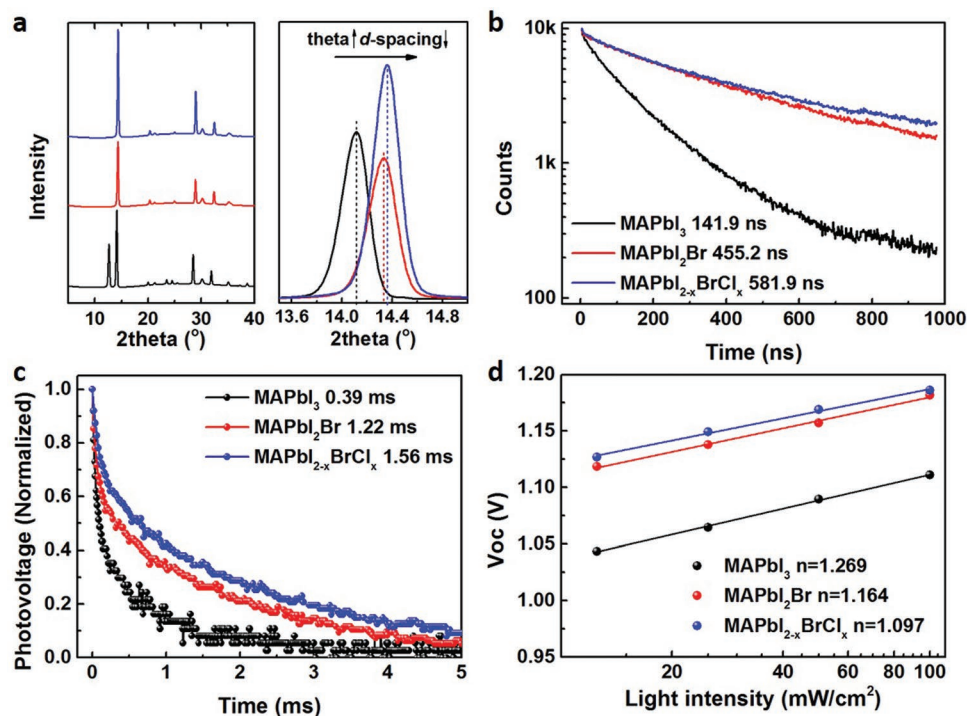 a
Intensity
10 20 30 40
2theta (°)
theta↑ d-spacing↓
13.6 14.0 14.4 14.8
2theta (°)
b
10k
1k
100
Counts
MAPbI₃ 141.9 ns
MAPbI₂Br 455.2 ns
MAPbI₂₋ₓBrClₓ 581.9 ns
0 200 400 600 800 1000
Time (ns)
c
1.0
0.8
0.6
0.4
0.2
0.0
Photovoltage (Normalized)
MAPbI₃ 0.39 ms
MAPbI₂Br 1.22 ms
MAPbI₂₋ₓBrClₓ 1.56 ms
0 1 2 3 4 5
Time (ms)
d
1.20
1.15
1.10
1.05
1.00
0.95
Voc (V)
MAPbI₃ n=1.269
MAPbI₂Br n=1.164
MAPbI₂₋ₓBrClₓ n=1.097
20 40 60 80 100
Light intensity (mW/cm²)